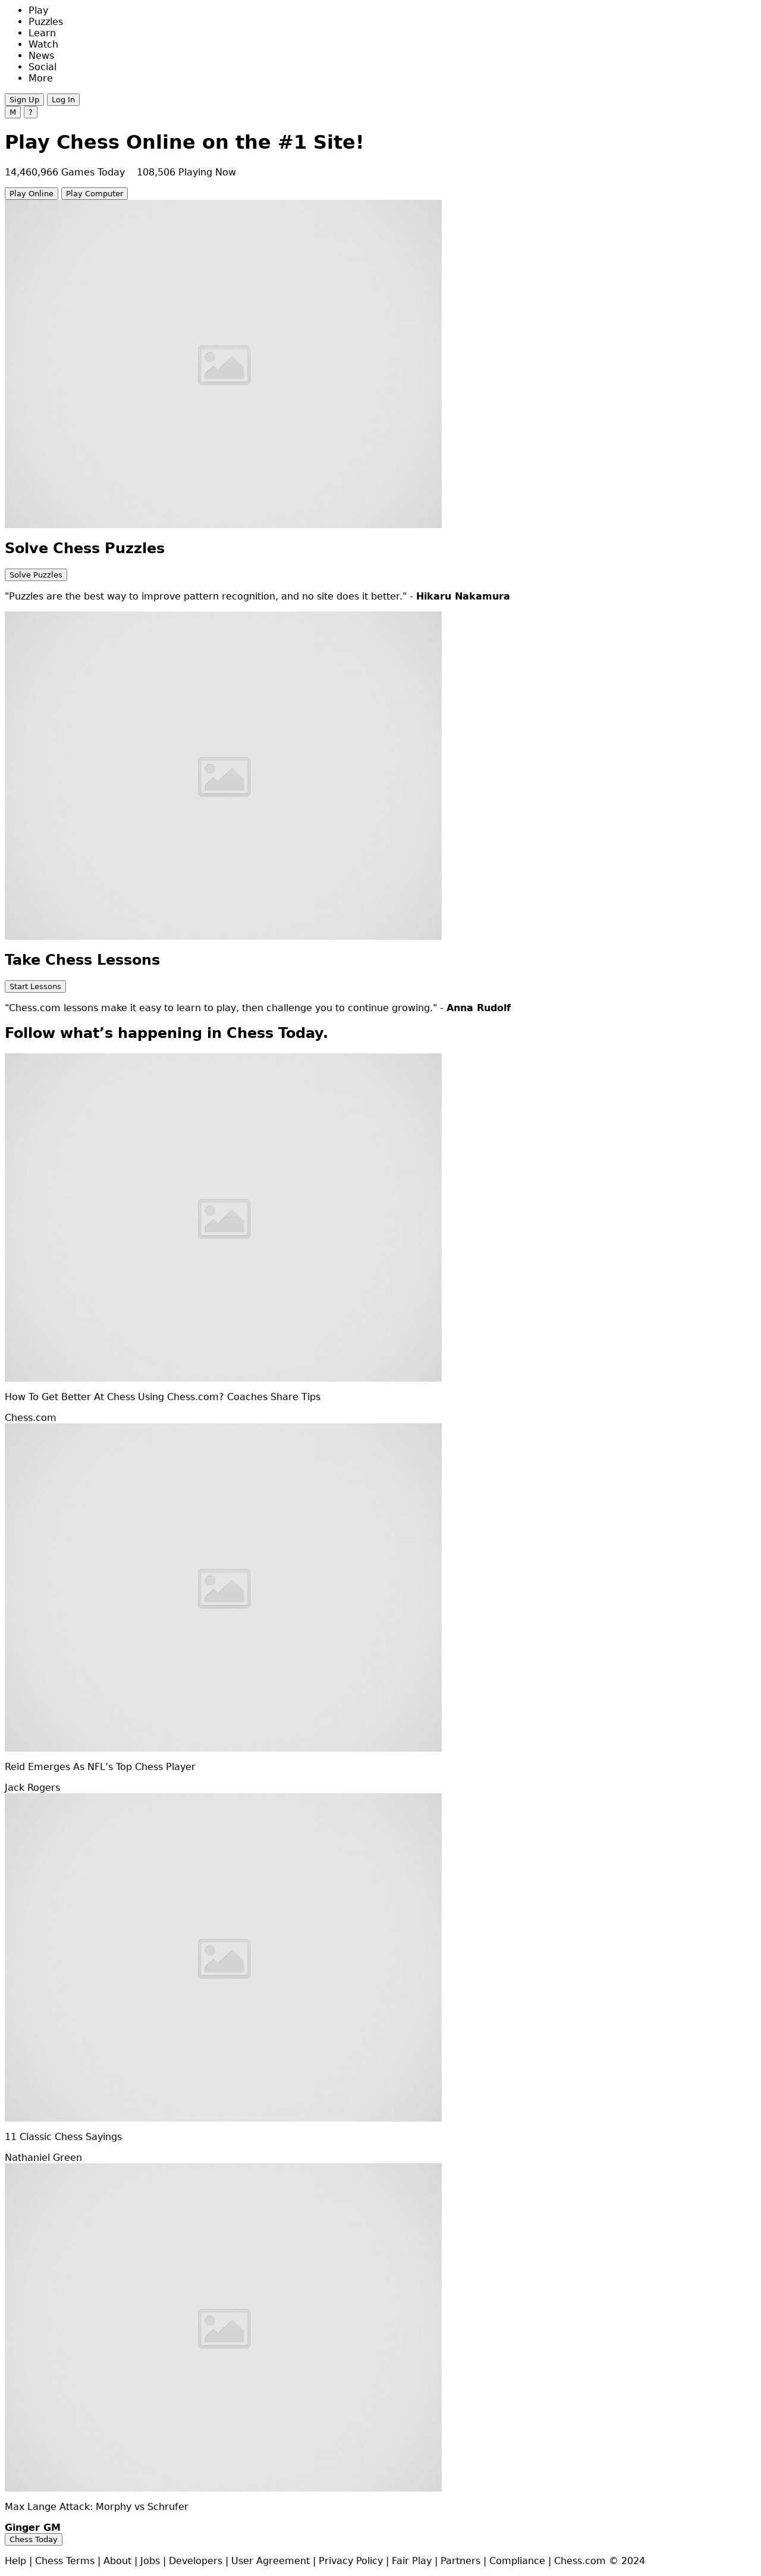 Play
Puzzles
Learn
Watch
News
Social
More
Sign Up Log In
M ?
Play Chess Online on the #1 Site!
14,460,966 Games Today 108,506 Playing Now
Play Online Play Computer
Solve Chess Puzzles
Solve Puzzles
"Puzzles are the best way to improve pattern recognition, and no site does it better." - Hikaru Nakamura
Take Chess Lessons
Start Lessons
"Chess.com lessons make it easy to learn to play, then challenge you to continue growing." - Anna Rudolf
Follow what’s happening in Chess Today.
How To Get Better At Chess Using Chess.com? Coaches Share Tips
Chess.com
Reid Emerges As NFL’s Top Chess Player
Jack Rogers
11 Classic Chess Sayings
Nathaniel Green
Max Lange Attack: Morphy vs Schrufer
Ginger GM
Chess Today
Help | Chess Terms | About | Jobs | Developers | User Agreement | Privacy Policy | Fair Play | Partners | Compliance | Chess.com © 2024